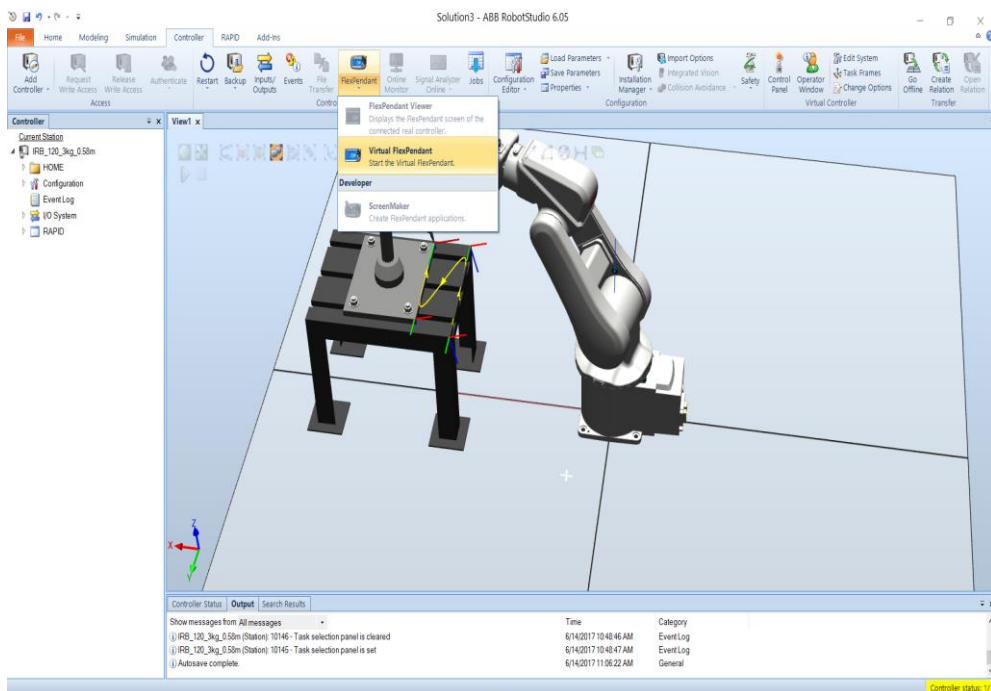 Solution3 - ABB RobotStudio 6.05
File Home Modeling Simulation Controller RAPID Add-Ins
Add Controller
Request Write Access
Release Write Access
Authenticate
Restart
Backup
Inputs/ Outputs
Events
File Transfer
FlexPendant
Online Monitor
Signal Analyzer Online
Jobs
Configuration Editor
Load Parameters
Save Parameters
Properties
Installation Manager
Import Options
Integrated Vision
Collision Avoidance
Safety
Control Panel
Operator Window
Edit System
Task Frames
Change Options
Go Offline
Create Relation
Open Relation
Access
Contro
Configuration
Virtual Controller
Transfer
FlexPendant Viewer
Displays the FlexPendant screen of the
connected real controller.
Virtual FlexPendant
Start the Virtual FlexPendant.
Developer
ScreenMaker
Create FlexPendant applications.
Controller
Current Station
IRB_120_3kg_0.58m
HOME
Configuration
Event Log
I/O System
RAPID
View1
Z
X
Y
Controller Status Output Search Results
Show messages from All messages Time Category
IRB_120_3kg_0.58m (Station): 10146 - Task selection panel is cleared 6/14/2017 10:48:46 AM Event Log
IRB_120_3kg_0.58m (Station): 10145 - Task selection panel is set 6/14/2017 10:48:47 AM Event Log
Autosave complete. 6/14/2017 11:06:22 AM General
Controller status: 1/